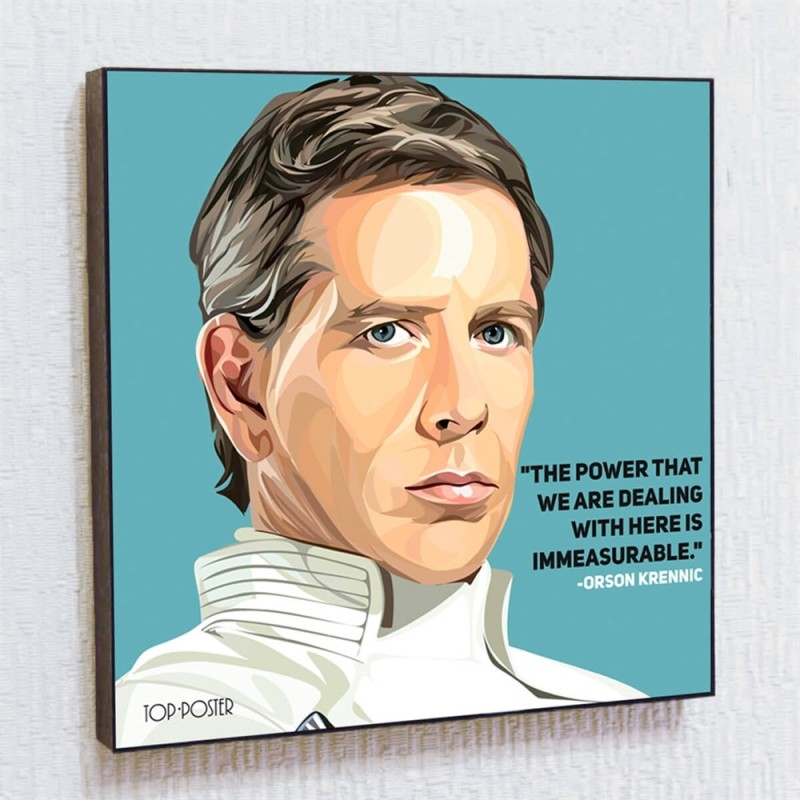 "THE POWER THAT
WE ARE DEALING
WITH HERE IS
IMMEASURABLE."
-ORSON KRENNIC
TOP·POSTER